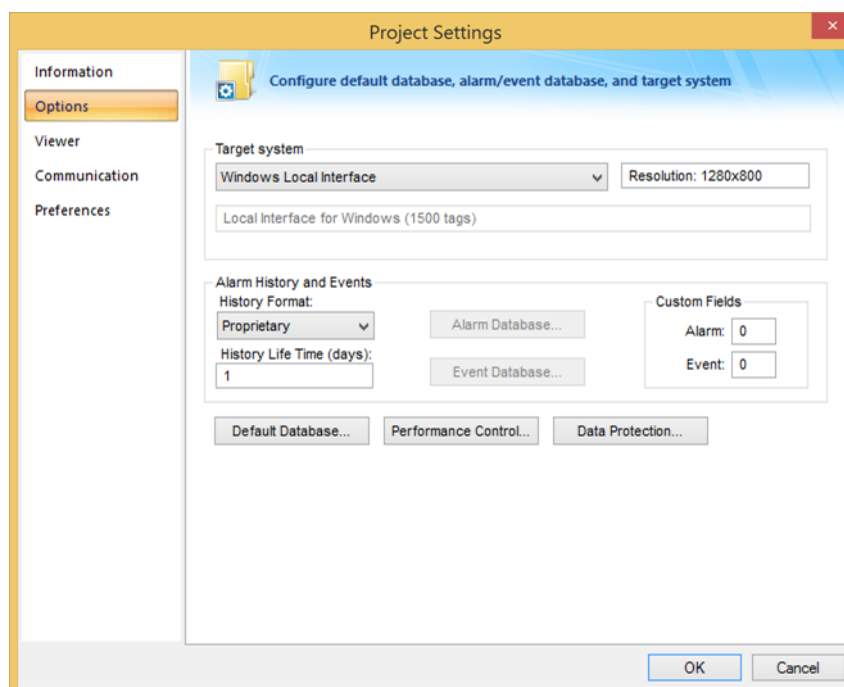 Project Settings
Information
Options
Viewer
Communication
Preferences
Configure default database, alarm/event database, and target system
Target system
Windows Local Interface
Resolution: 1280x800
Local Interface for Windows (1500 tags)
Alarm History and Events
History Format:
Proprietary
History Life Time (days):
1
Alarm Database...
Event Database...
Custom Fields
Alarm: 0
Event: 0
Default Database...
Performance Control...
Data Protection...
OK
Cancel